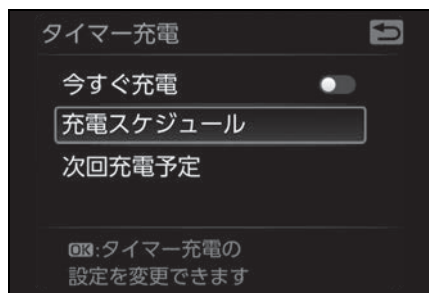 タイマー充電
今すぐ充電
充電スケジュール
次回充電予定
OK:タイマー充電の
設定を変更できます